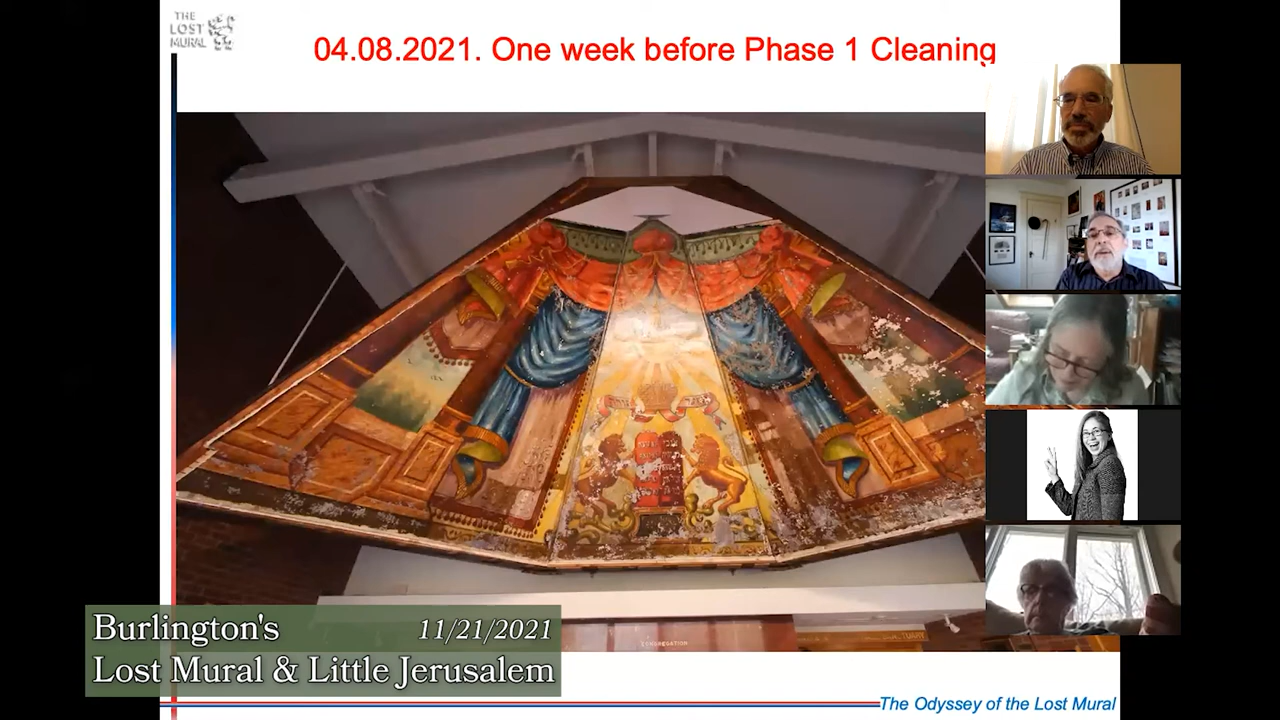 THE
LOST
MURAL
04.08.2021. One week before Phase 1 Cleaning
CONGREGATION
Burlington's
11/21/2021
Lost Mural & Little Jerusalem
The Odyssey of the Lost Mural